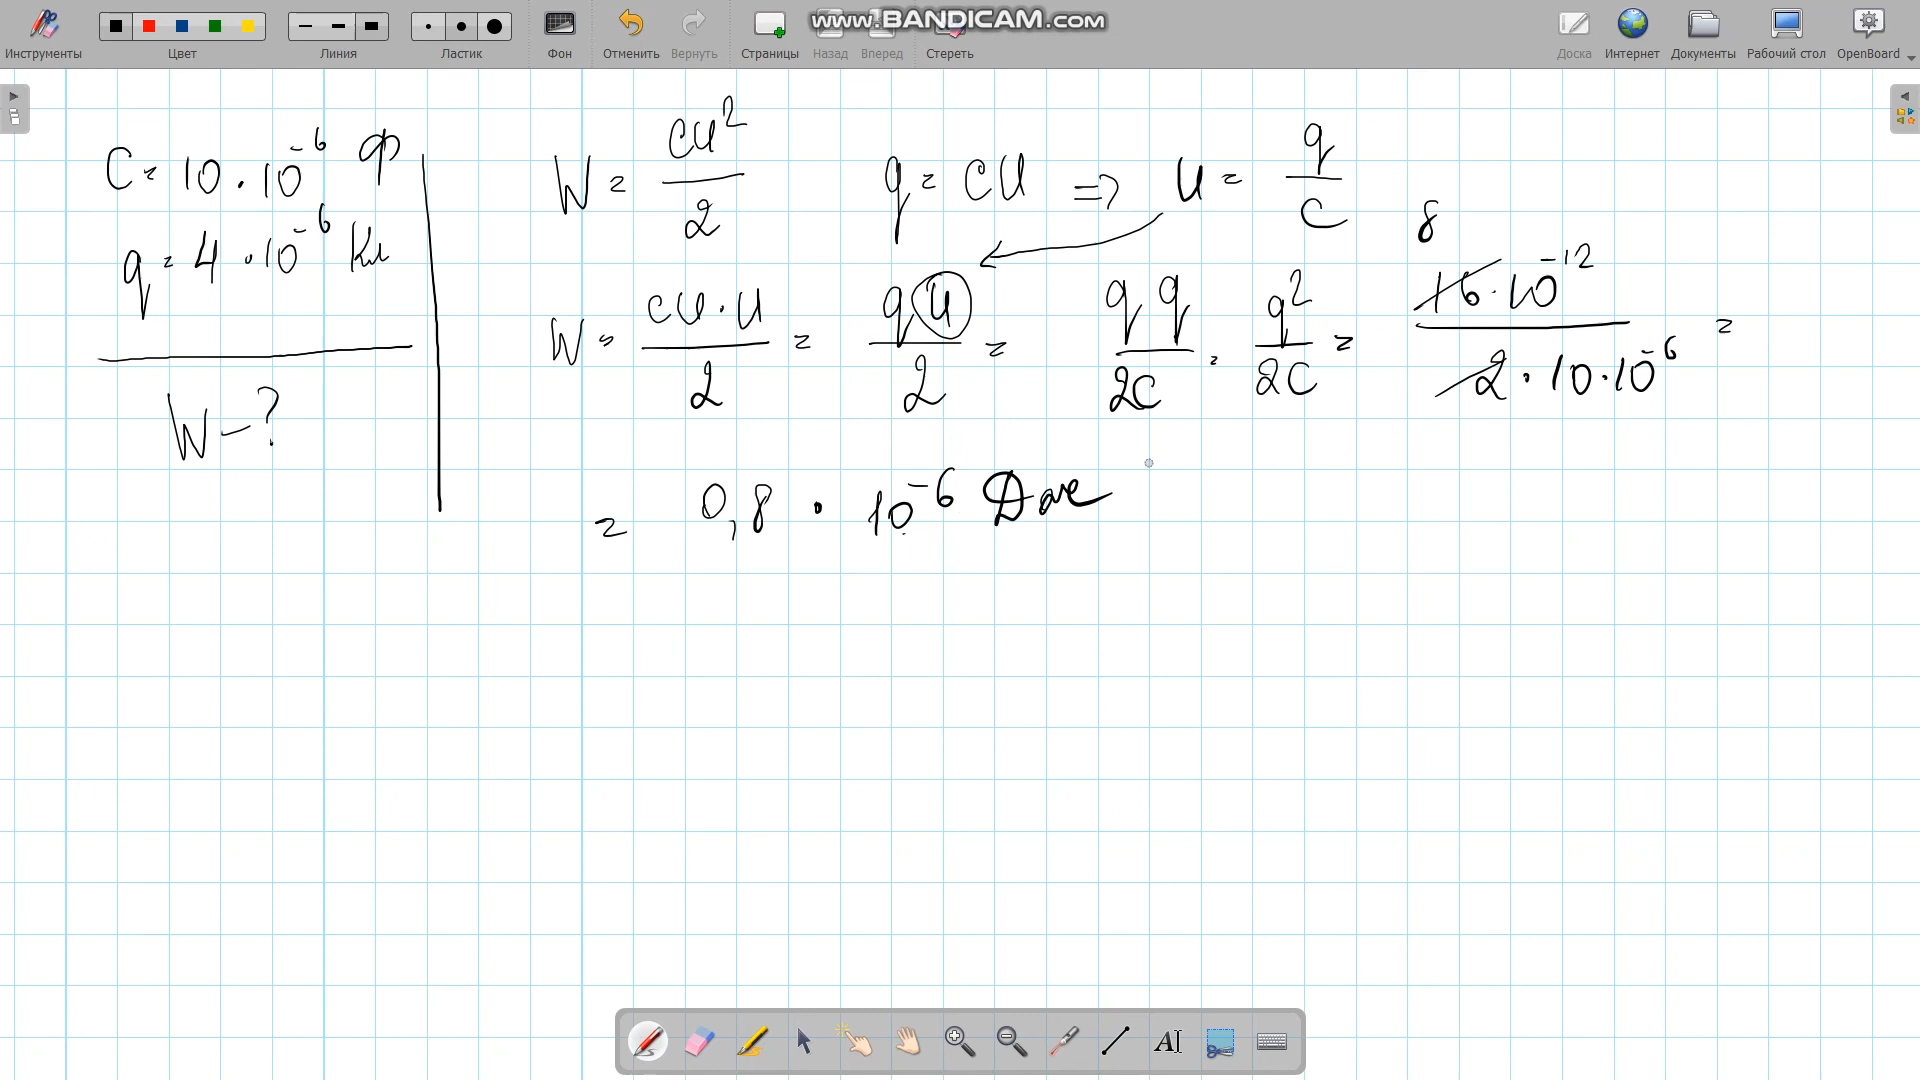 www.BANDICAM.com
Инструменты Цвет Линия Ластик Фон Отменить Вернуть Страницы Назад Вперед Стереть Доска Интернет Документы Рабочий стол OpenBoard
C = 10 · 10⁻⁶ Ф
q = 4 · 10⁻⁶ Кл
W – ?
W = CU²/2 q = CU => U = q/C
W = CU·U/2 = qU/2 = q q/2C = q²/2C = 16·10⁻¹²/2·10·10⁻⁶ =
8
= 0,8 · 10⁻⁶ Дж
AI